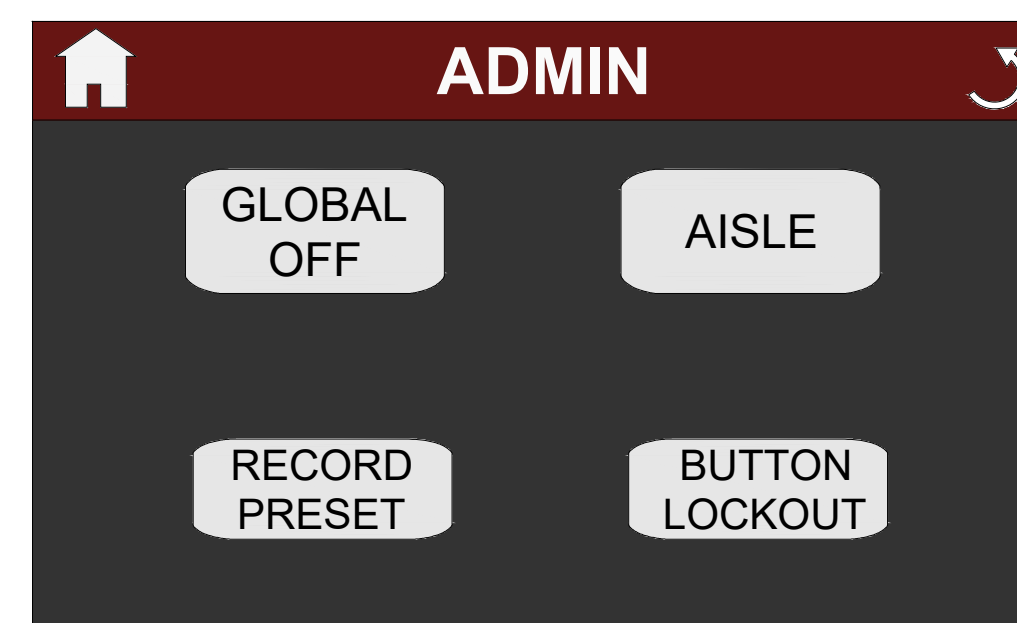 ADMIN
GLOBAL
OFF
AISLE
RECORD
PRESET
BUTTON
LOCKOUT